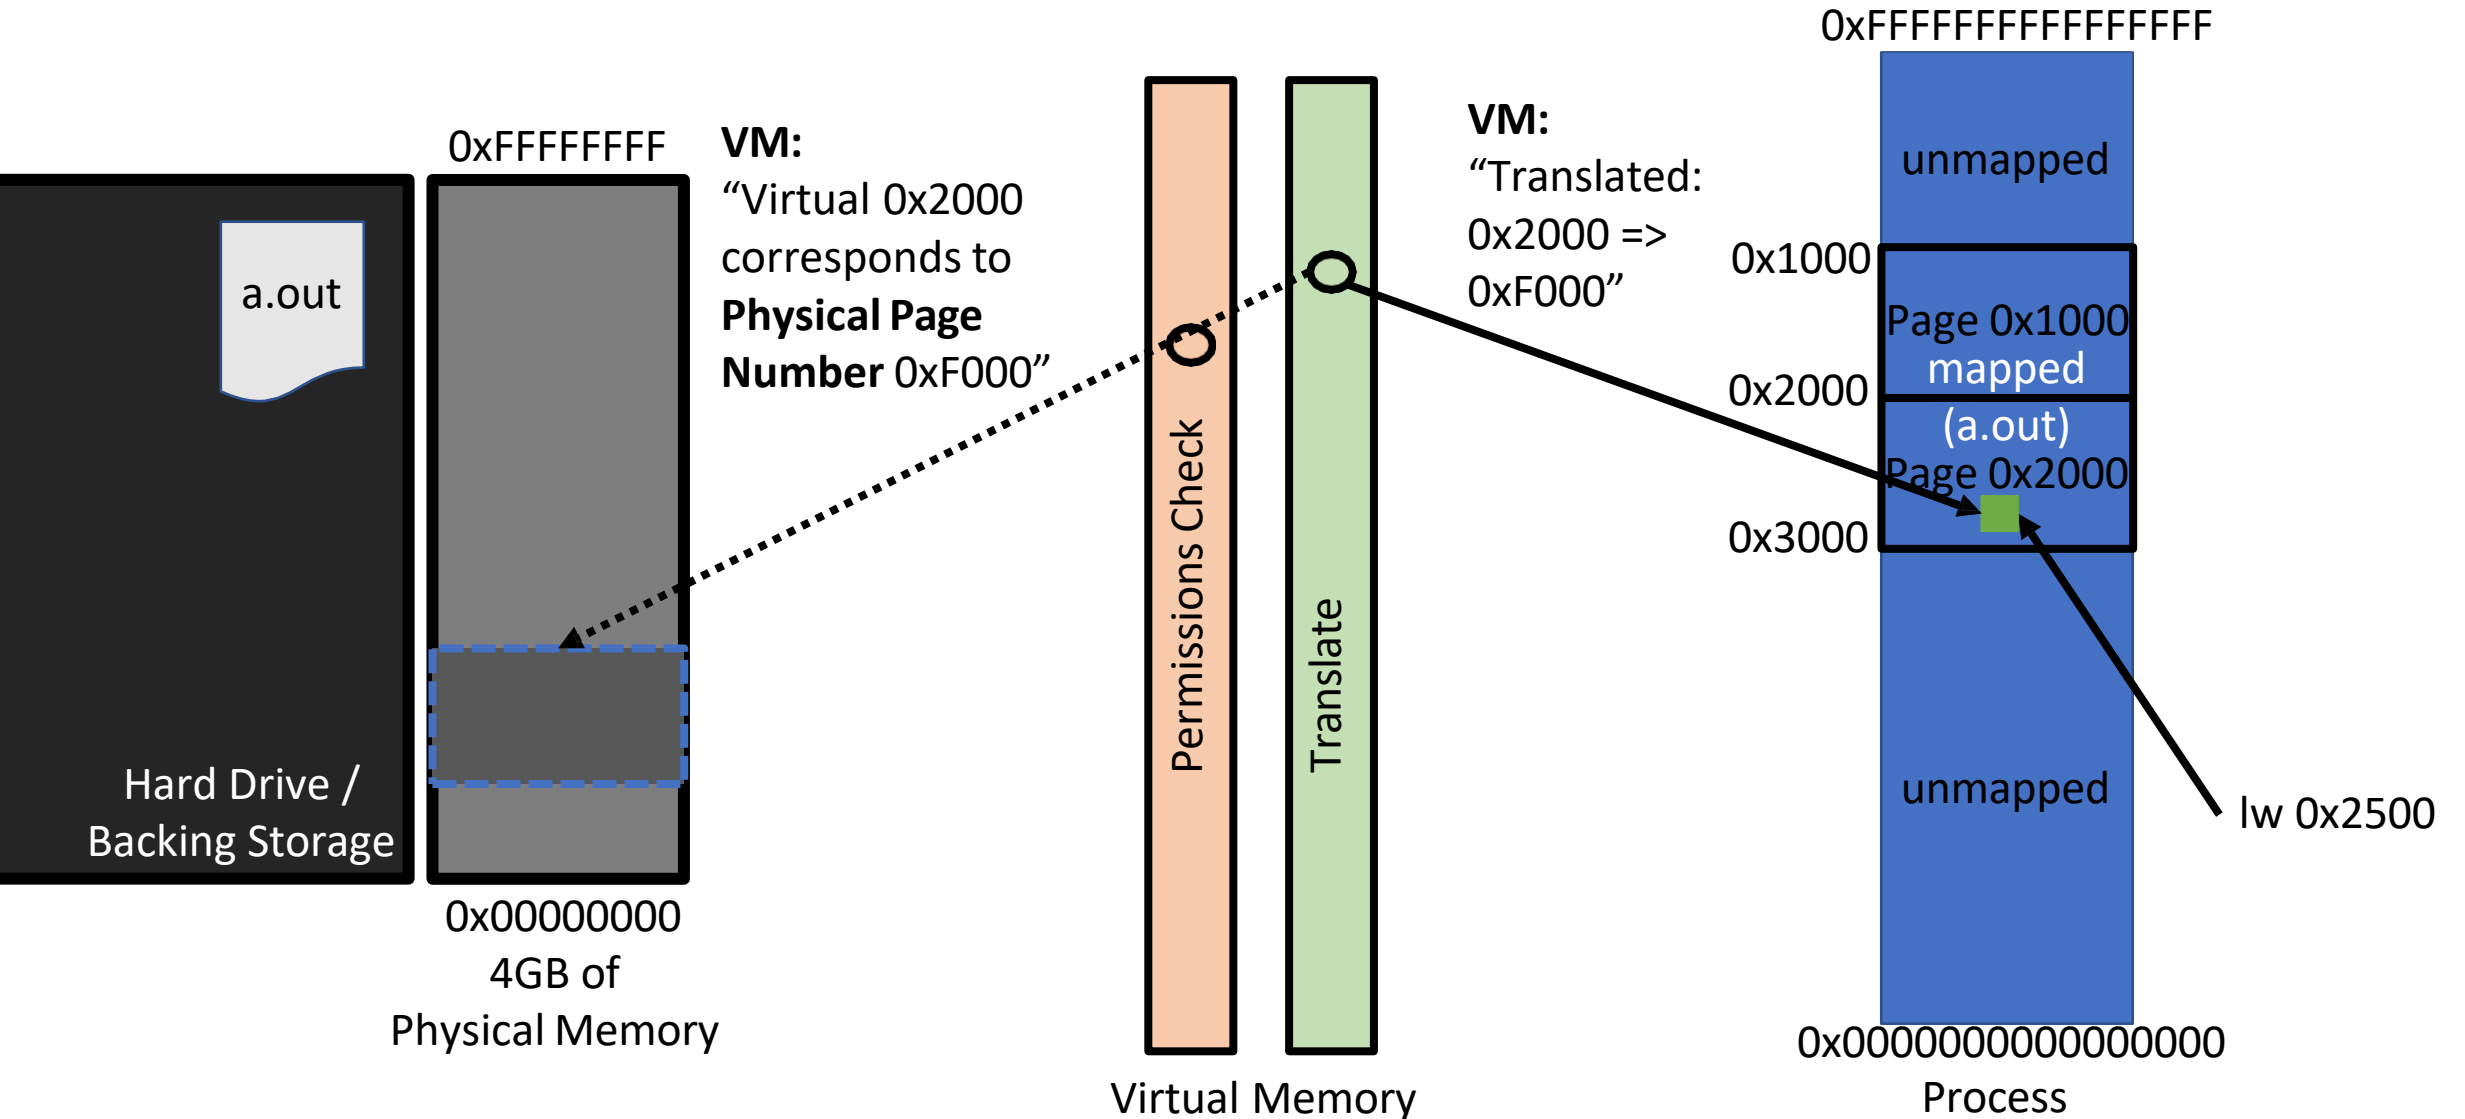 a.out
Hard Drive /
Backing Storage
0xFFFFFFFF
0x00000000
4GB of
Physical Memory
VM:
“Virtual 0x2000
corresponds to
Physical Page
Number 0xF000”
Permissions Check
Translate
Virtual Memory
VM:
“Translated:
0x2000 =>
0xF000”
0xFFFFFFFFFFFFFFFF
unmapped
0x1000
Page 0x1000
mapped
0x2000
(a.out)
Page 0x2000
0x3000
unmapped
lw 0x2500
0x0000000000000000
Process